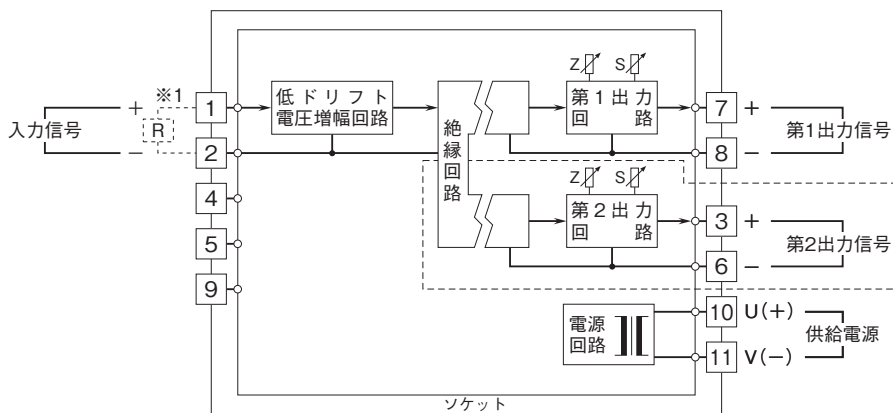 Z S
※1
1
低ドリフト
電圧増幅回路
第1出力
回 路
7 +
入力信号
+
R
−
2
絶縁回路
8 −
第1出力信号
4
Z S
第2出力
回 路
3 +
5
第2出力信号
6 −
9
電源
回路
10 U(+)
供給電源
11 V(−)
ソケット